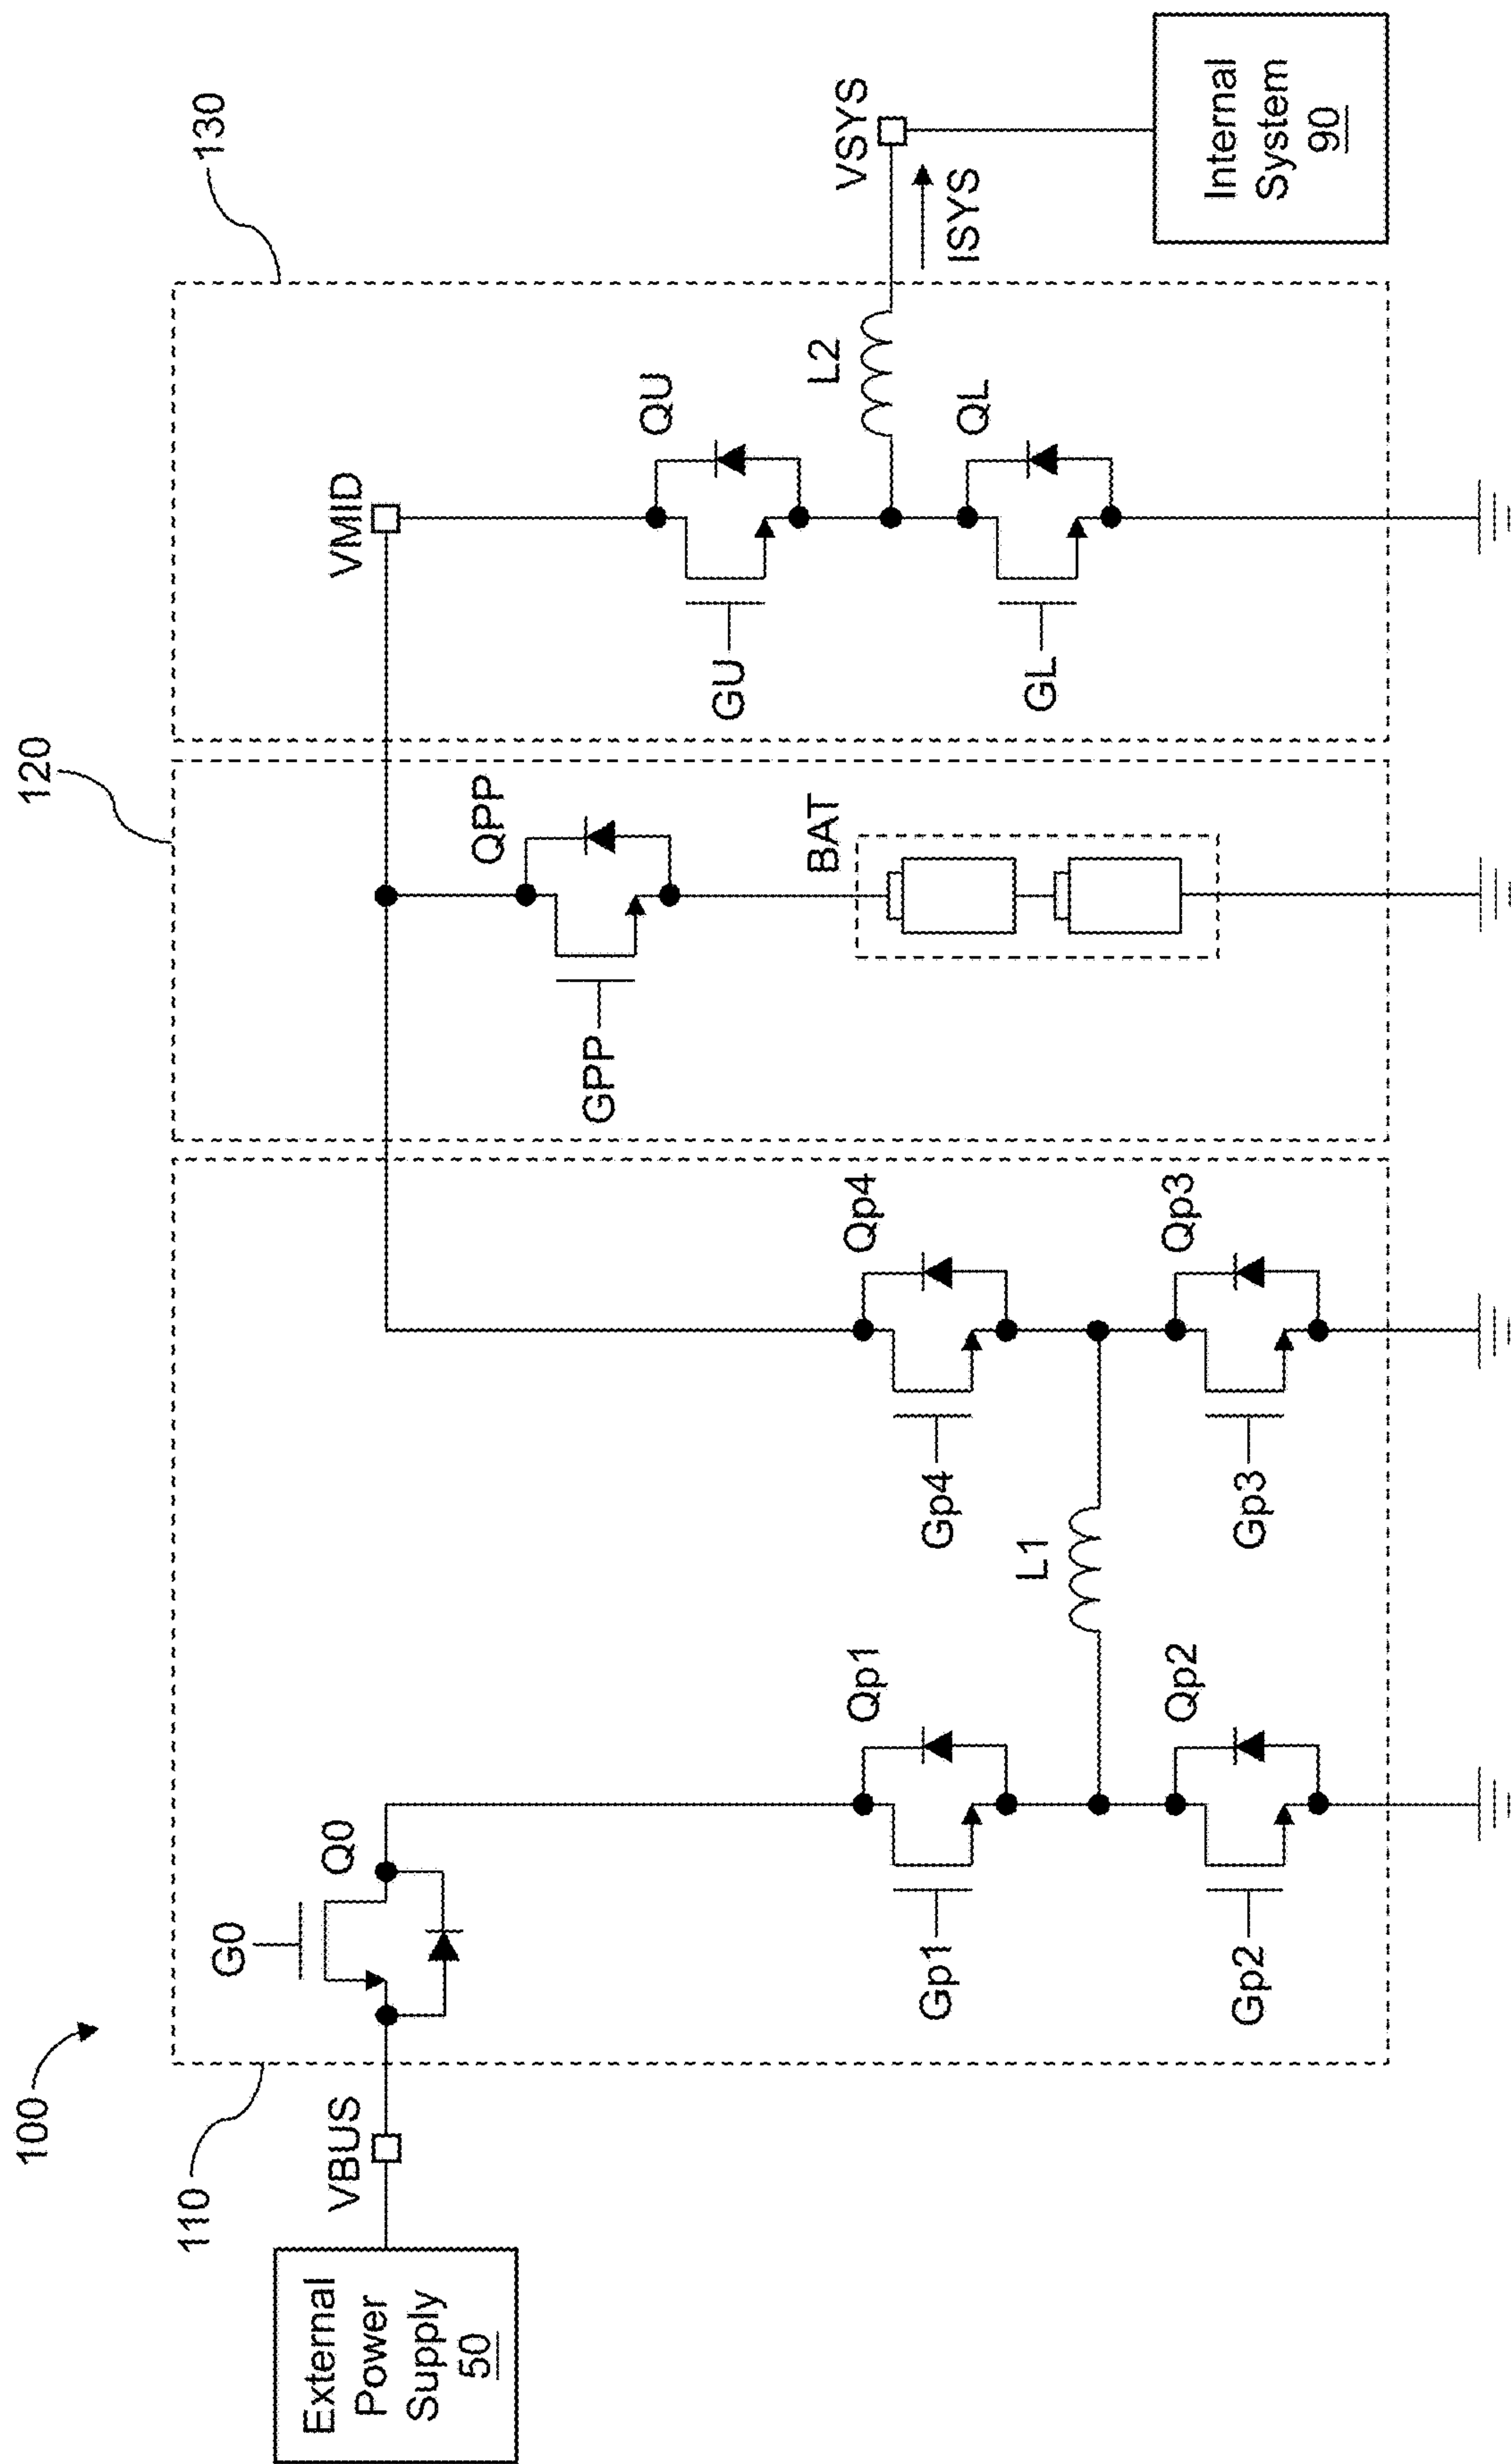 100
110
120
130
External
Power
Supply
50
VBUS
G0
Q0
Gp1
Qp1
Gp2
Qp2
L1
Gp4
Qp4
Gp3
Qp3
GPP
QPP
BAT
VMID
GU
QU
GL
QL
L2
VSYS
ISYS
Internal
System
90